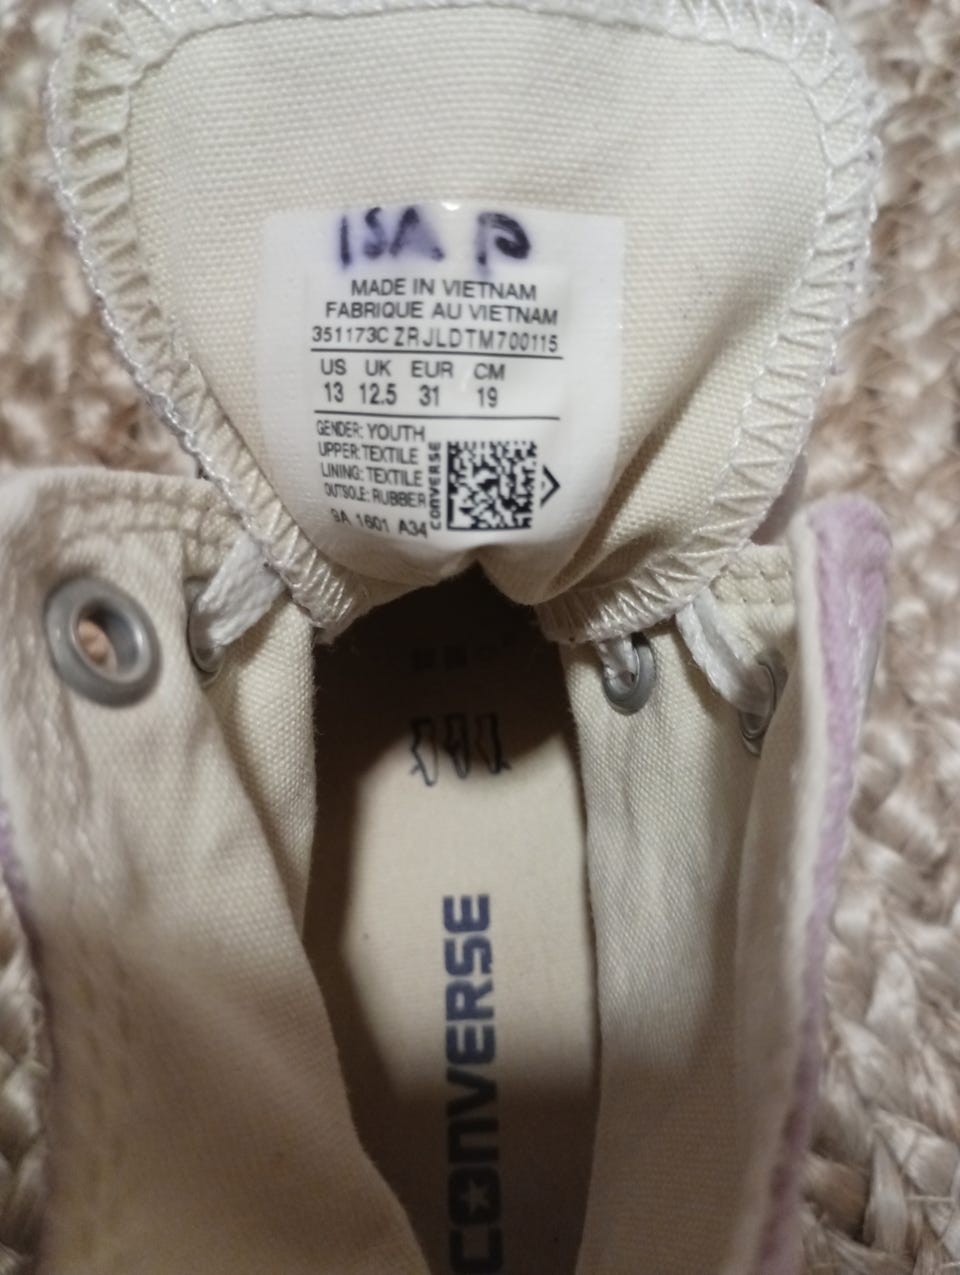 ISA P
MADE IN VIETNAM
FABRIQUE AU VIETNAM
351173C ZRJLDTM700115
US UK EUR CM
13 12.5 31 19
GENDER: YOUTH
UPPER: TEXTILE
LINING: TEXTILE
OUTSOLE: RUBBER
SA 1601 A34
CONVERSE
CONVERSE